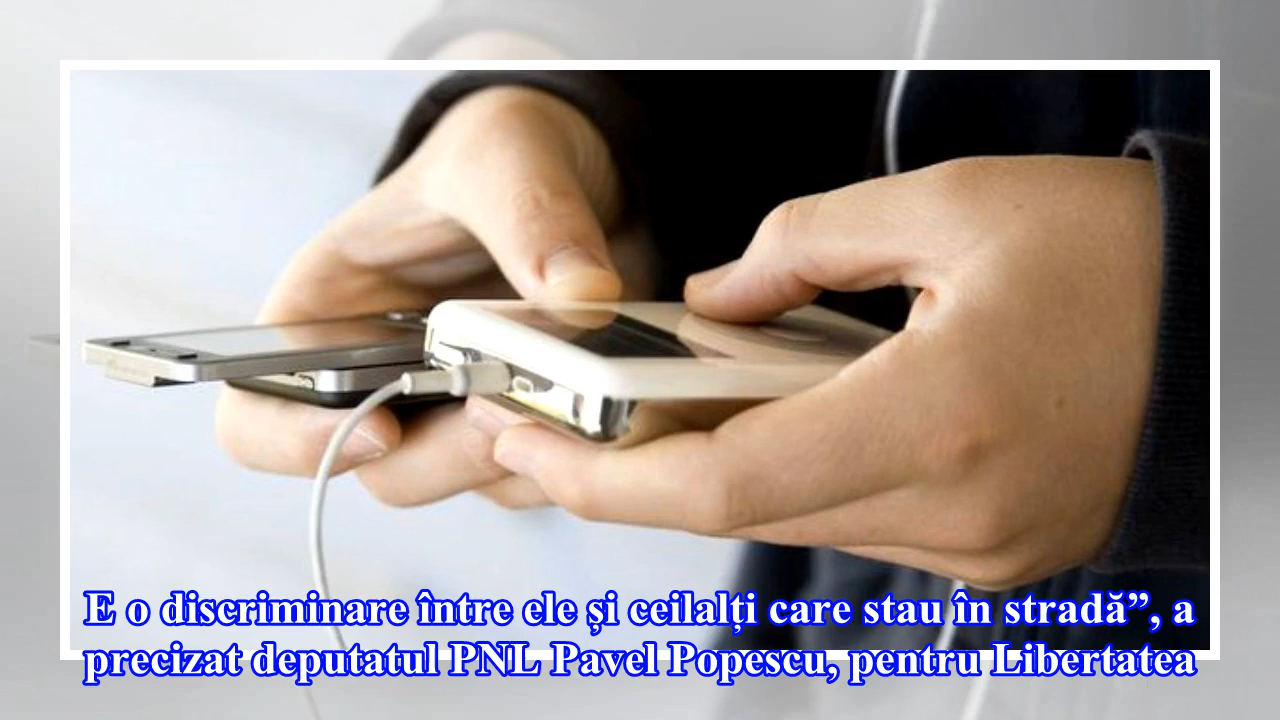 E o discriminare între ele și ceilalți care stau în stradă”, a
precizat deputatul PNL Pavel Popescu, pentru Libertatea